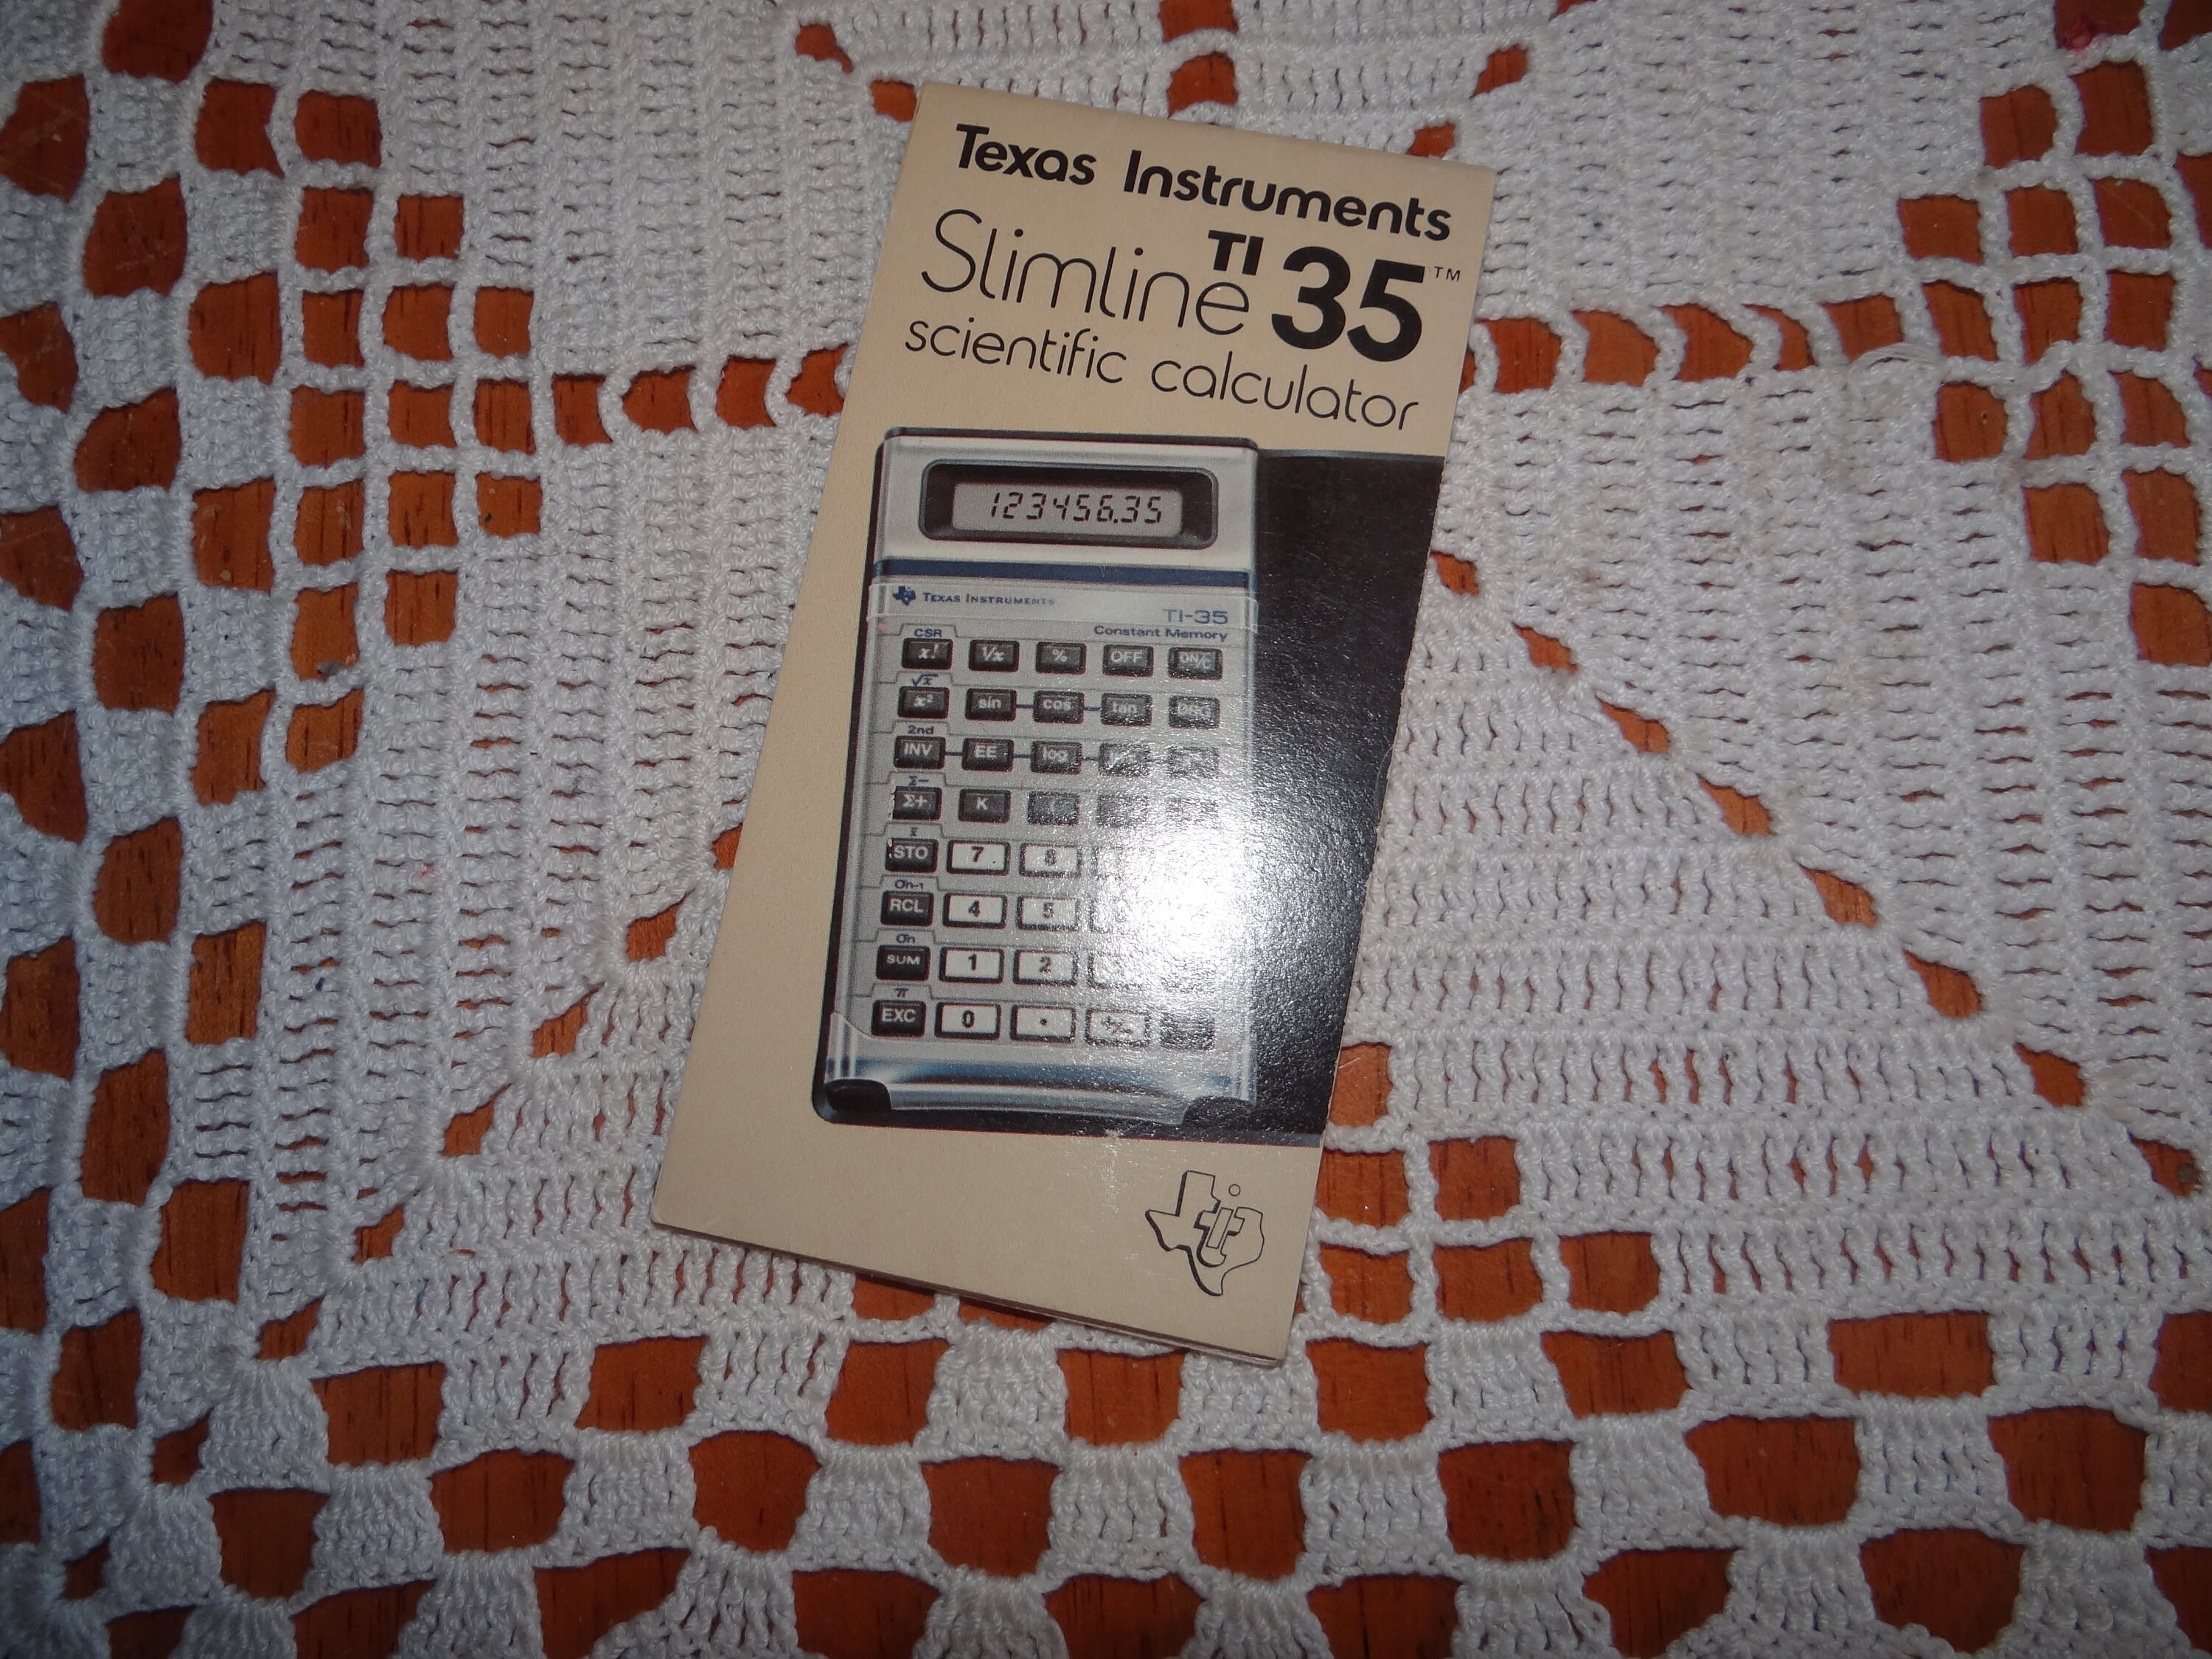 Texas Instruments
Slimline TI 35™
scientific calculator
123456.35
Texas Instruments
TI-35
Constant Memory
CSR
x! 1/x % OFF ON/C
√x
x² sin cos tan DRG
2nd
INV EE log
Σ-
Σ+ K
x̄
STO 7 8
σn-1
RCL 4 5
σn
SUM 1 2
π
EXC 0 . +/-